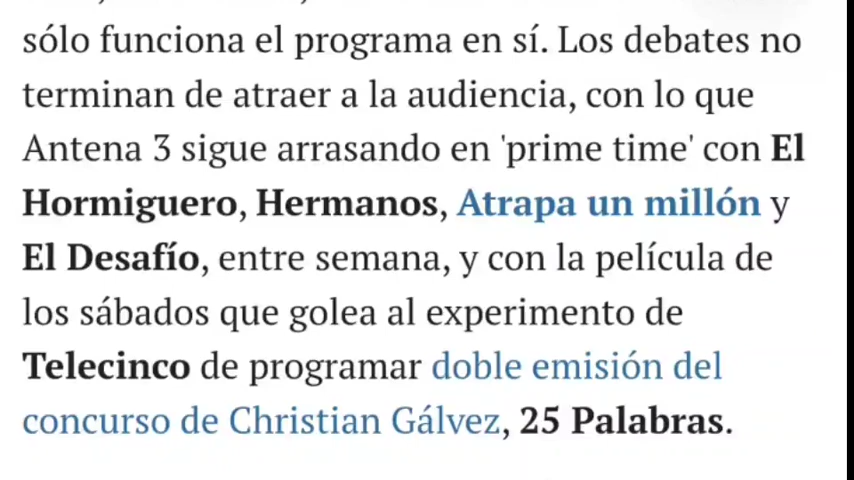 sólo funciona el programa en sí. Los debates no
terminan de atraer a la audiencia, con lo que
Antena 3 sigue arrasando en 'prime time' con El
Hormiguero, Hermanos, Atrapa un millón y
El Desafío, entre semana, y con la película de
los sábados que golea al experimento de
Telecinco de programar doble emisión del
concurso de Christian Gálvez, 25 Palabras.